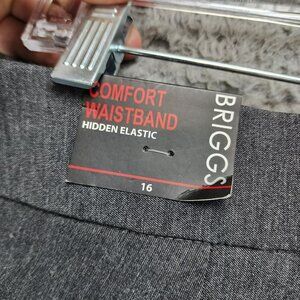 COMFORT
WAISTBAND
HIDDEN ELASTIC
16
BRIGGS